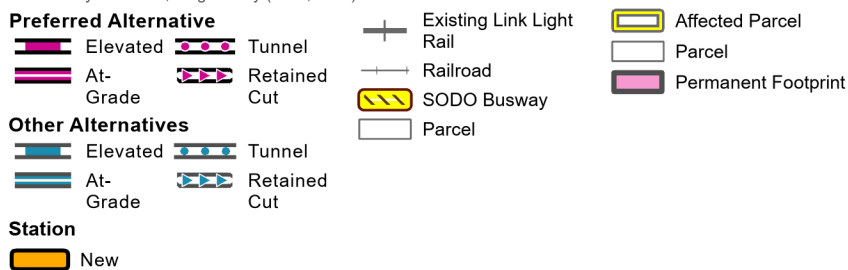 Preferred Alternative
Elevated
Tunnel
At-
Grade
Retained
Cut
Other Alternatives
Elevated
Tunnel
At-
Grade
Retained
Cut
Station
New
Existing Link Light
Rail
Railroad
SODO Busway
Parcel
Affected Parcel
Parcel
Permanent Footprint